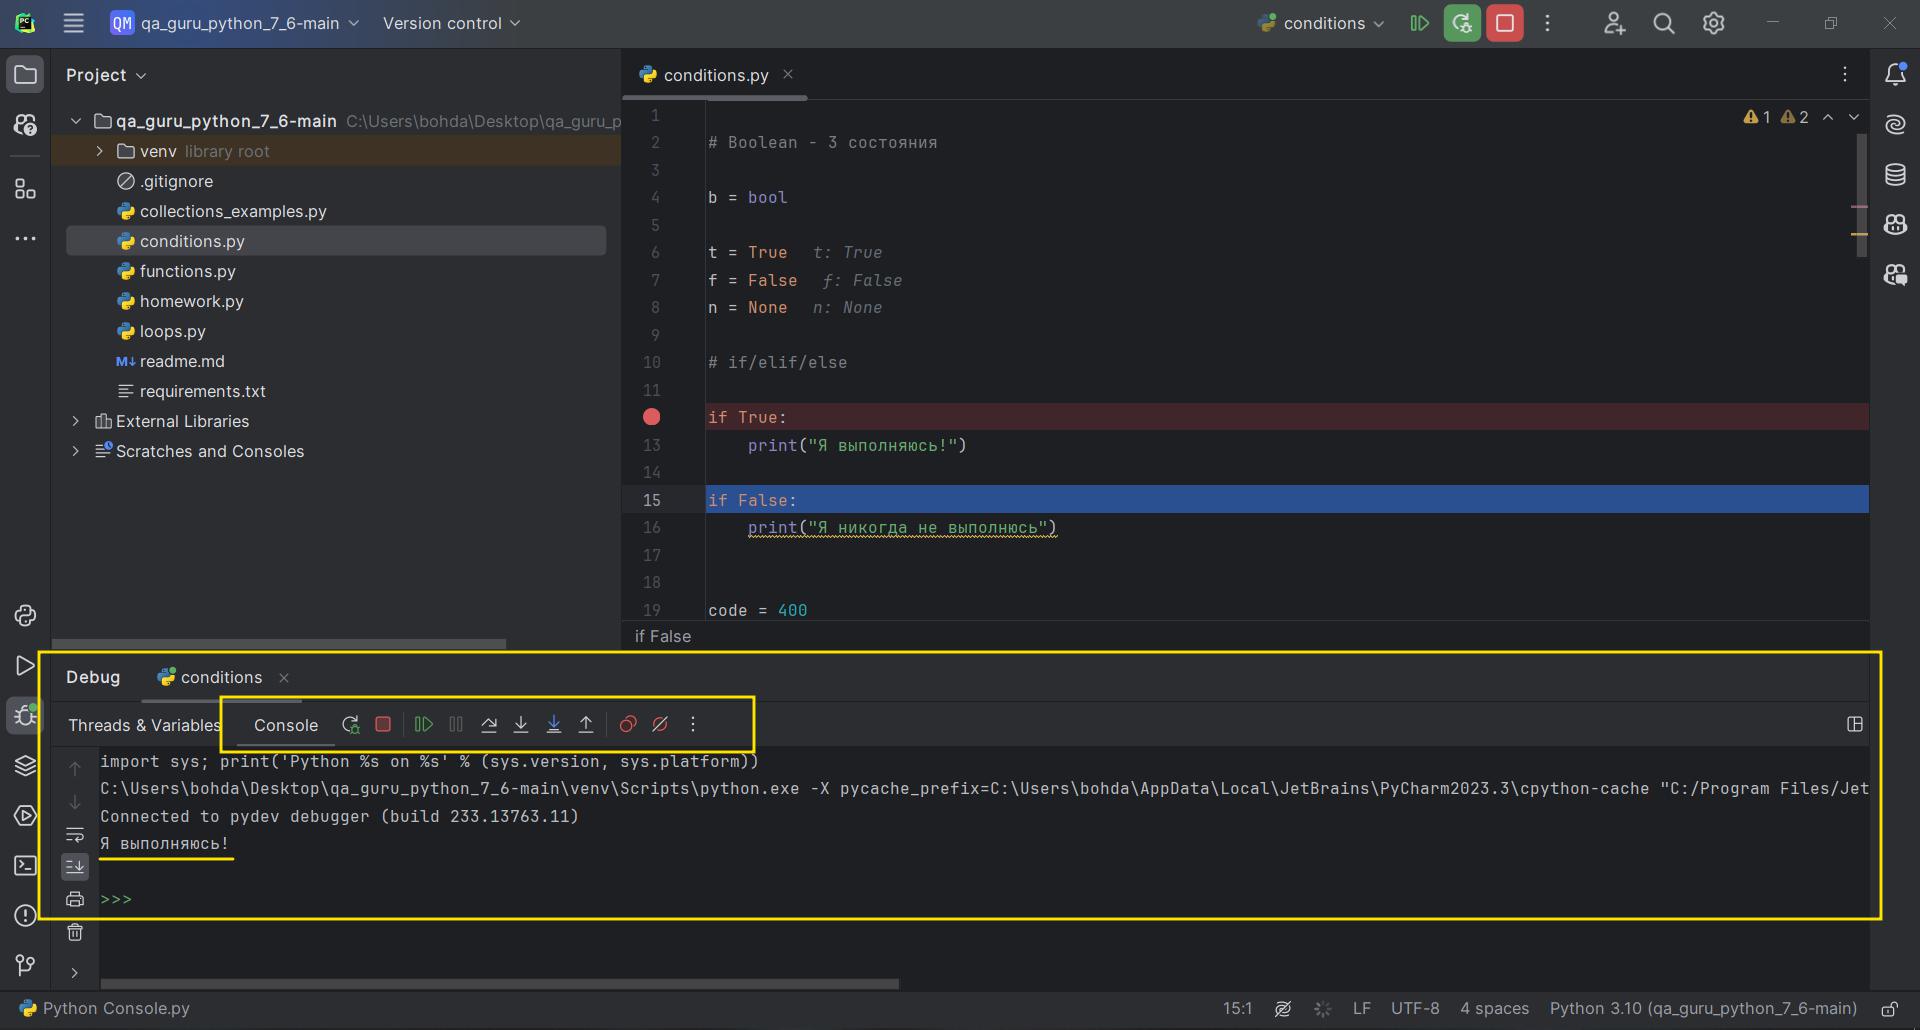 QM qa_guru_python_7_6-main Version control conditions
Project
qa_guru_python_7_6-main C:\Users\bohda\Desktop\qa_guru_p
venv library root
.gitignore
collections_examples.py
conditions.py
functions.py
homework.py
loops.py
M↓ readme.md
requirements.txt
External Libraries
Scratches and Consoles
conditions.py
1 2
1
2 # Boolean - 3 состояния
3
4 b = bool
5
6 t = True t: True
7 f = False f: False
8 n = None n: None
9
10 # if/elif/else
11
if True:
13 print("Я выполняюсь!")
14
15 if False:
16 print("Я никогда не выполнюсь")
17
18
19 code = 400
if False
Debug conditions
Threads & Variables Console
import sys; print('Python %s on %s' % (sys.version, sys.platform))
C:\Users\bohda\Desktop\qa_guru_python_7_6-main\venv\Scripts\python.exe -X pycache_prefix=C:\Users\bohda\AppData\Local\JetBrains\PyCharm2023.3\cpython-cache "C:/Program Files/Jet
Connected to pydev debugger (build 233.13763.11)
Я выполняюсь!
>>>
Python Console.py 15:1 LF UTF-8 4 spaces Python 3.10 (qa_guru_python_7_6-main)